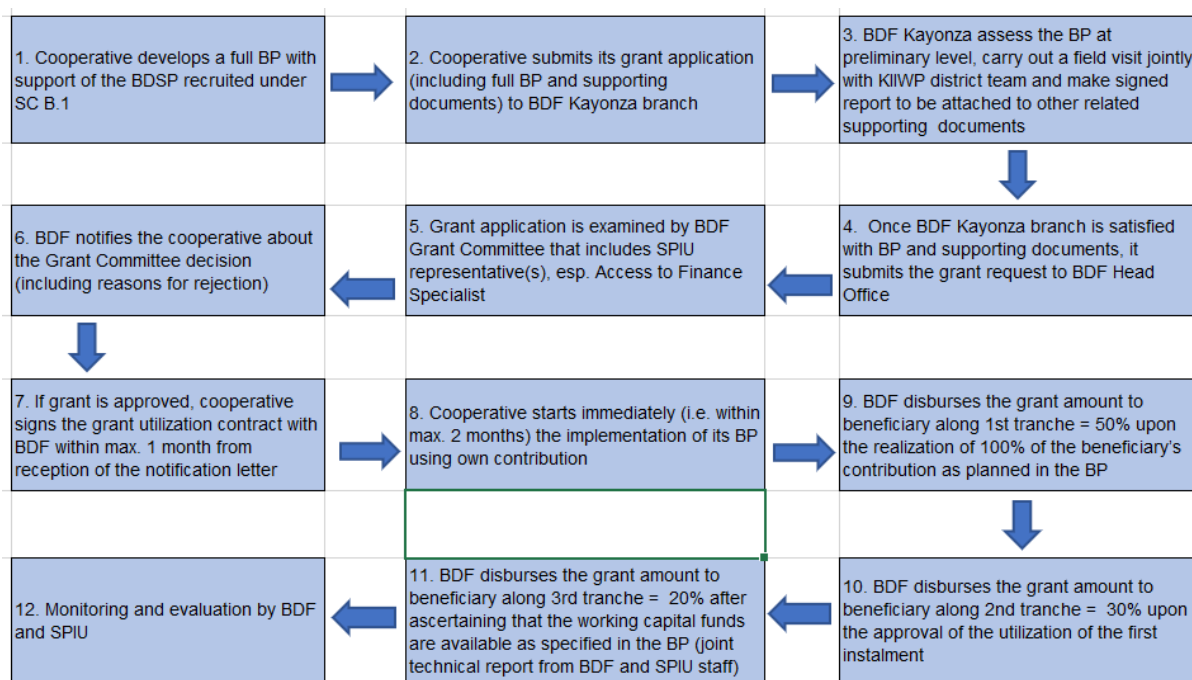 1. Cooperative develops a full BP with
support of the BDSP recruited under
SC B.1
2. Cooperative submits its grant application
(including full BP and supporting
documents) to BDF Kayonza branch
3. BDF Kayonza assess the BP at
preliminary level, carry out a field visit jointly
with KIIWP district team and make signed
report to be attached to other related
supporting documents
4. Once BDF Kayonza branch is satisfied
with BP and supporting documents, it
submits the grant request to BDF Head
Office
5. Grant application is examined by BDF
Grant Committee that includes SPIU
representative(s), esp. Access to Finance
Specialist
6. BDF notifies the cooperative about
the Grant Committee decision
(including reasons for rejection)
7. If grant is approved, cooperative
signs the grant utilization contract with
BDF within max. 1 month from
reception of the notification letter
8. Cooperative starts immediately (i.e. within
max. 2 months) the implementation of its BP
using own contribution
9. BDF disburses the grant amount to
beneficiary along 1st tranche = 50% upon
the realization of 100% of the beneficiary's
contribution as planned in the BP
10. BDF disburses the grant amount to
beneficiary along 2nd tranche = 30% upon
the approval of the utilization of the first
instalment
11. BDF disburses the grant amount to
beneficiary along 3rd tranche = 20% after
ascertaining that the working capital funds
are available as specified in the BP (joint
technical report from BDF and SPIU staff)
12. Monitoring and evaluation by BDF
and SPIU